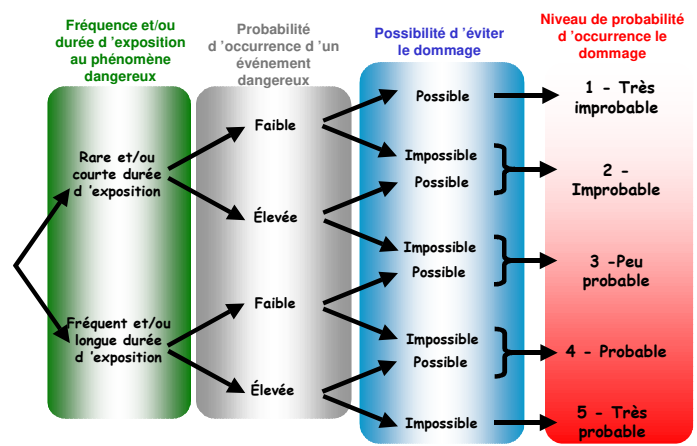 Fréquence et/ou
durée d 'exposition
au phénomène
dangereux
Probabilité
d 'occurrence d 'un
événement
dangereux
Possibilité d 'éviter
le dommage
Niveau de probabilité
d 'occurrence le
dommage
Rare et/ou
courte durée
d 'exposition
Fréquent et/ou
longue durée
d 'exposition
Faible
Élevée
Faible
Élevée
Possible
Impossible
Possible
Impossible
Possible
Impossible
Possible
Impossible
1 - Très
improbable
2 -
Improbable
3 -Peu
probable
4 - Probable
5 - Très
probable